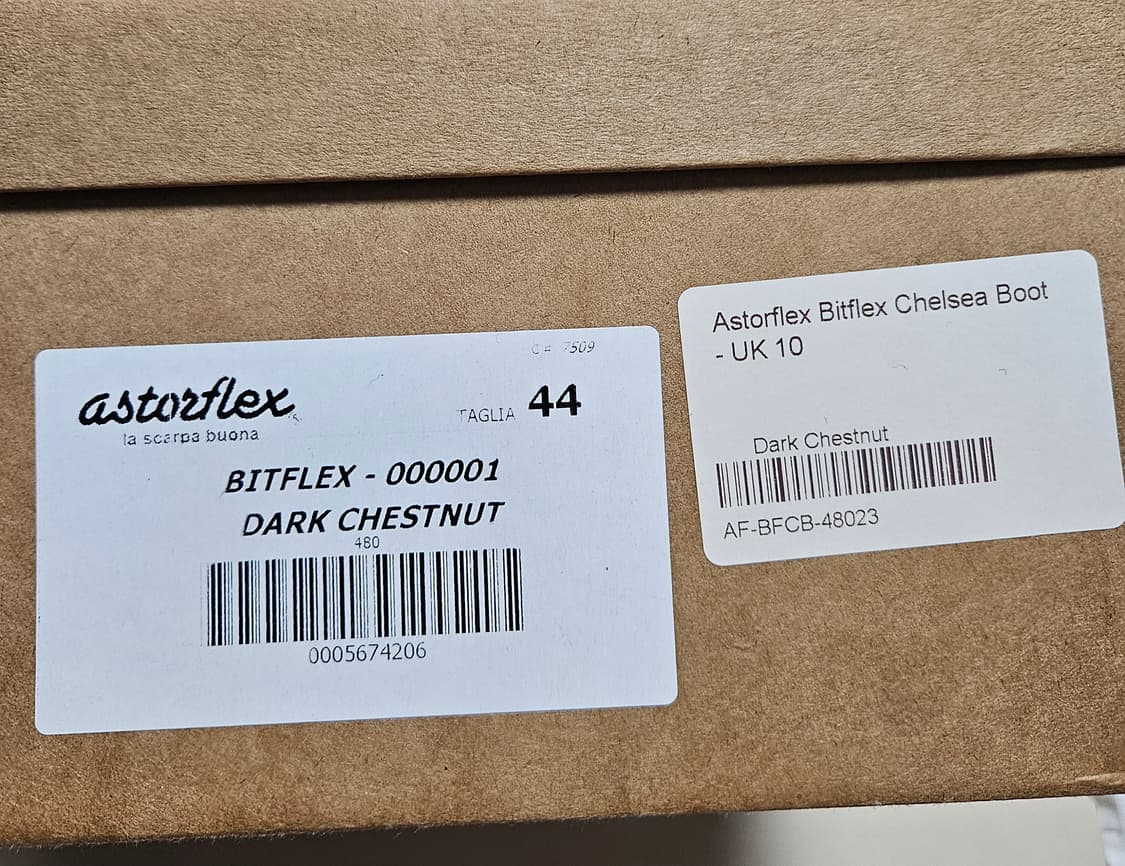 C# 7509
astorflex
la scarpa buona
TAGLIA 44
BITFLEX - 000001
DARK CHESTNUT
480
0005674206
Astorflex Bitflex Chelsea Boot
- UK 10
Dark Chestnut
AF-BFCB-48023